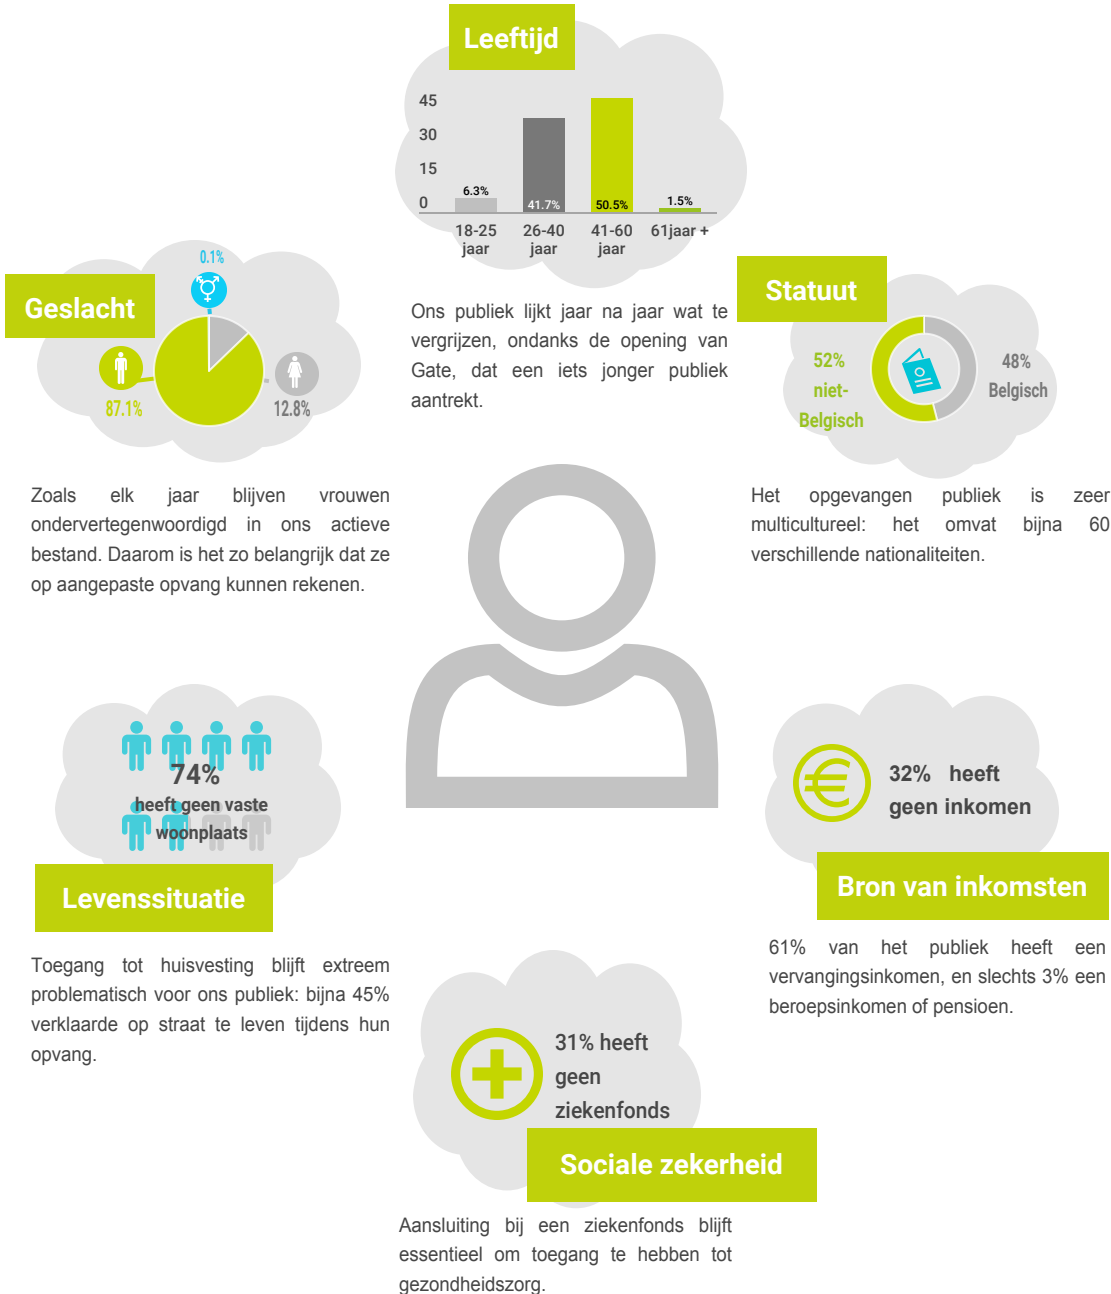 Leeftijd
45
30
15
0
6.3%
41.7%
50.5%
1.5%
18-25
jaar
26-40
jaar
41-60
jaar
61jaar +
Ons publiek lijkt jaar na jaar wat te
vergrijzen, ondanks de opening van
Gate, dat een iets jonger publiek
aantrekt.
Geslacht
0.1%
87.1%
12.8%
Zoals elk jaar blijven vrouwen
ondervertegenwoordigd in ons actieve
bestand. Daarom is het zo belangrijk dat ze
op aangepaste opvang kunnen rekenen.
Statuut
52%
niet-
Belgisch
48%
Belgisch
Het opgevangen publiek is zeer
multicultureel: het omvat bijna 60
verschillende nationaliteiten.
74%
heeft geen vaste
woonplaats
Levenssituatie
Toegang tot huisvesting blijft extreem
problematisch voor ons publiek: bijna 45%
verklaarde op straat te leven tijdens hun
opvang.
32% heeft
geen inkomen
Bron van inkomsten
61% van het publiek heeft een
vervangingsinkomen, en slechts 3% een
beroepsinkomen of pensioen.
31% heeft
geen
ziekenfonds
Sociale zekerheid
Aansluiting bij een ziekenfonds blijft
essentieel om toegang te hebben tot
gezondheidszorg.